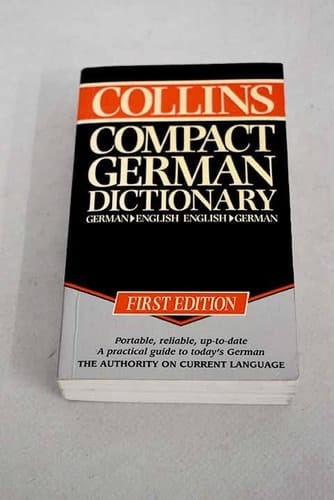 COLLINS
COMPACT
GERMAN
DICTIONARY
GERMAN▶ENGLISH ENGLISH▶GERMAN
FIRST EDITION
Portable, reliable, up-to-date
A practical guide to today's German
THE AUTHORITY ON CURRENT LANGUAGE